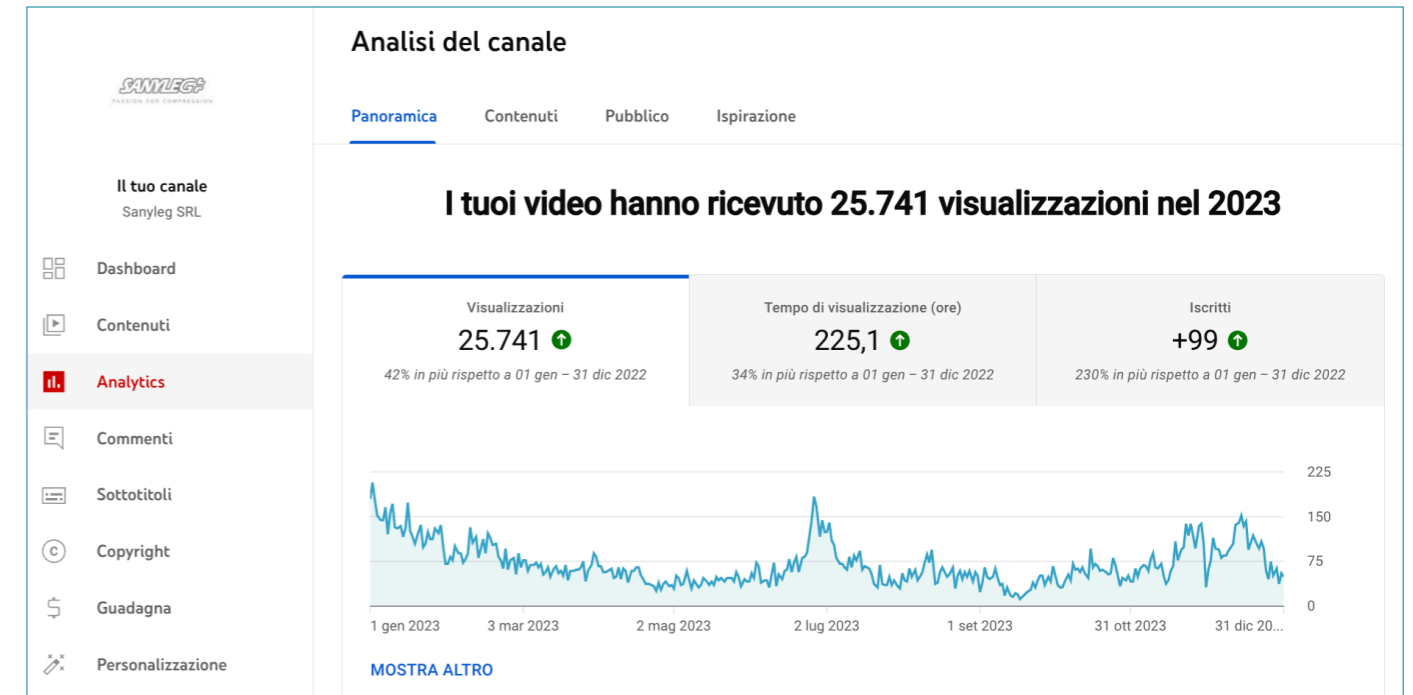 SANYLEG
PASSION FOR COMPRESSION
Il tuo canale
Sanyleg SRL
Dashboard
Contenuti
Analytics
Commenti
Sottotitoli
Copyright
Guadagna
Personalizzazione
Analisi del canale
Panoramica Contenuti Pubblico Ispirazione
I tuoi video hanno ricevuto 25.741 visualizzazioni nel 2023
Visualizzazioni
25.741
42% in più rispetto a 01 gen – 31 dic 2022
Tempo di visualizzazione (ore)
225,1
34% in più rispetto a 01 gen – 31 dic 2022
Iscritti
+99
230% in più rispetto a 01 gen – 31 dic 2022
225
150
75
0
1 gen 2023 3 mar 2023 2 mag 2023 2 lug 2023 1 set 2023 31 ott 2023 31 dic 20...
MOSTRA ALTRO